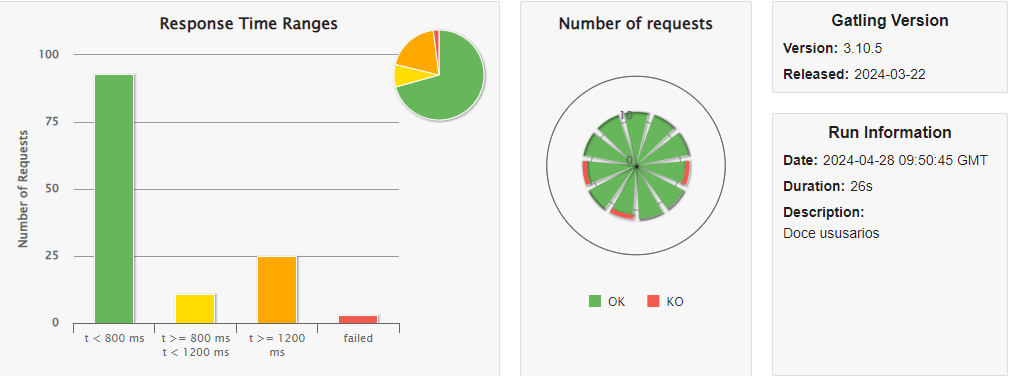 Response Time Ranges
100
75
50
25
0
Number of Requests
t < 800 ms
t >= 800 ms
t < 1200 ms
t >= 1200
ms
failed
Number of requests
10
0
OK
KO
Gatling Version
Version: 3.10.5
Released: 2024-03-22
Run Information
Date: 2024-04-28 09:50:45 GMT
Duration: 26s
Description:
Doce ususarios